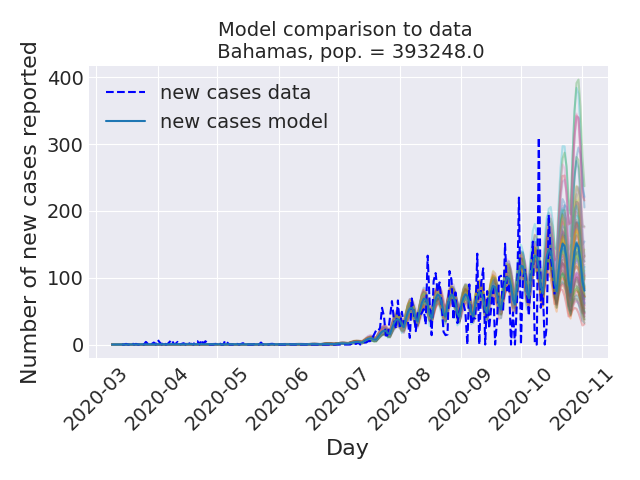 Model comparison to data
Bahamas, pop. = 393248.0
Number of new cases reported
400
300
200
100
0
new cases data
new cases model
2020-03
2020-04
2020-05
2020-06
2020-07
2020-08
2020-09
2020-10
2020-11
Day